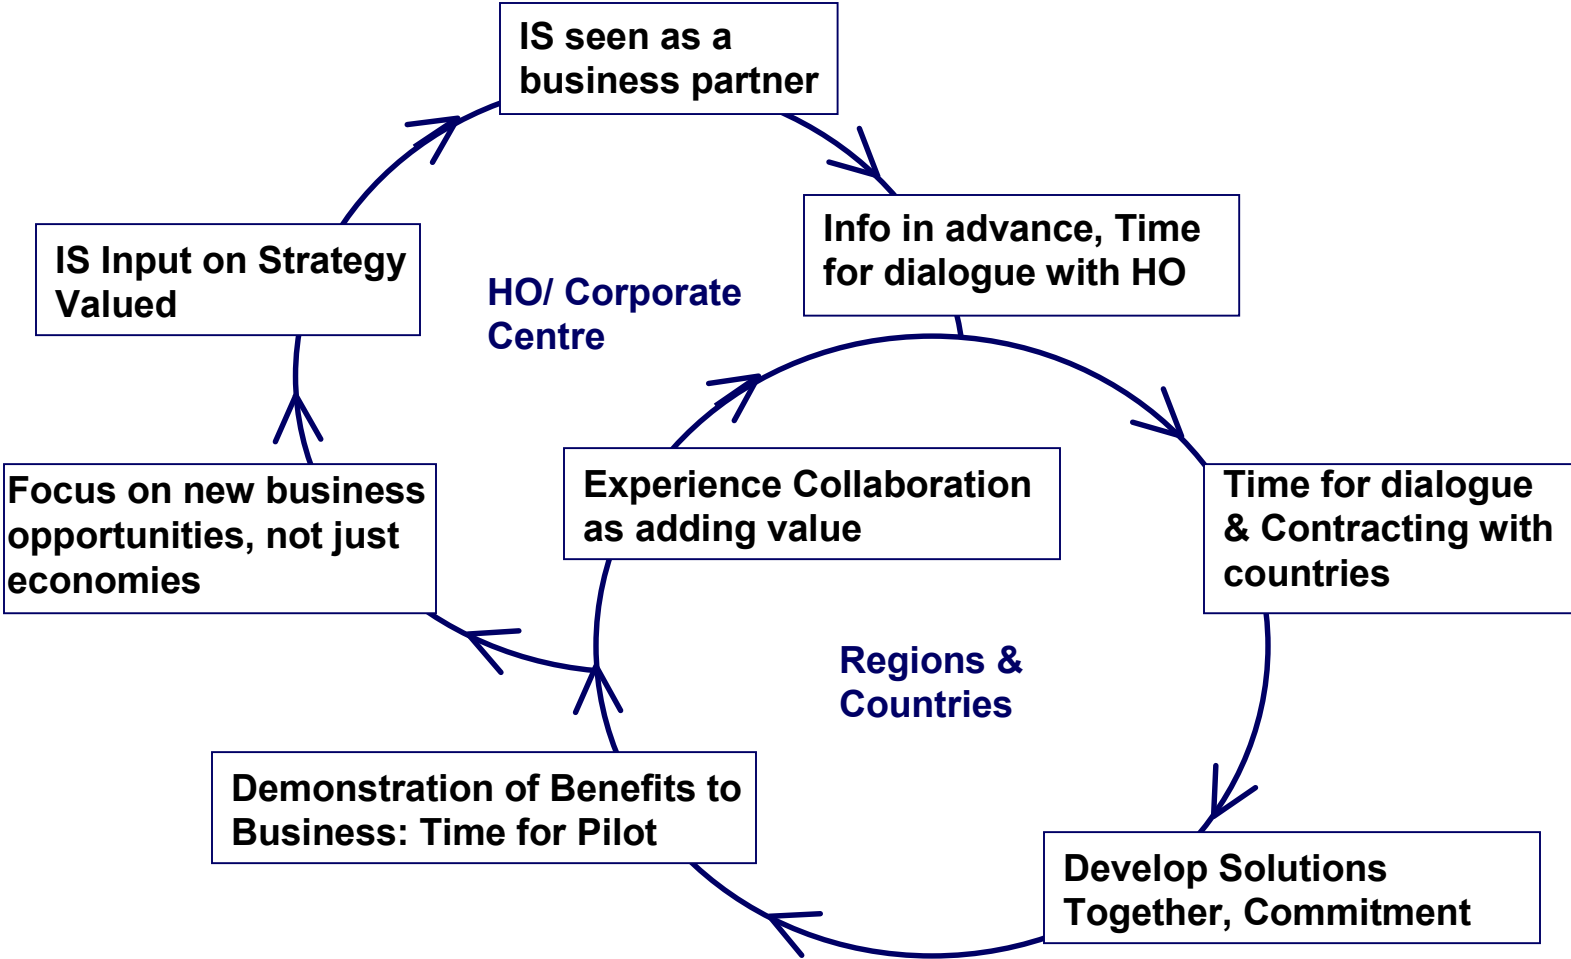 IS seen as a
business partner
Info in advance, Time
for dialogue with HO
IS Input on Strategy
Valued
HO/ Corporate
Centre
Focus on new business
opportunities, not just
economies
Experience Collaboration
as adding value
Time for dialogue
& Contracting with
countries
Regions &
Countries
Demonstration of Benefits to
Business: Time for Pilot
Develop Solutions
Together, Commitment